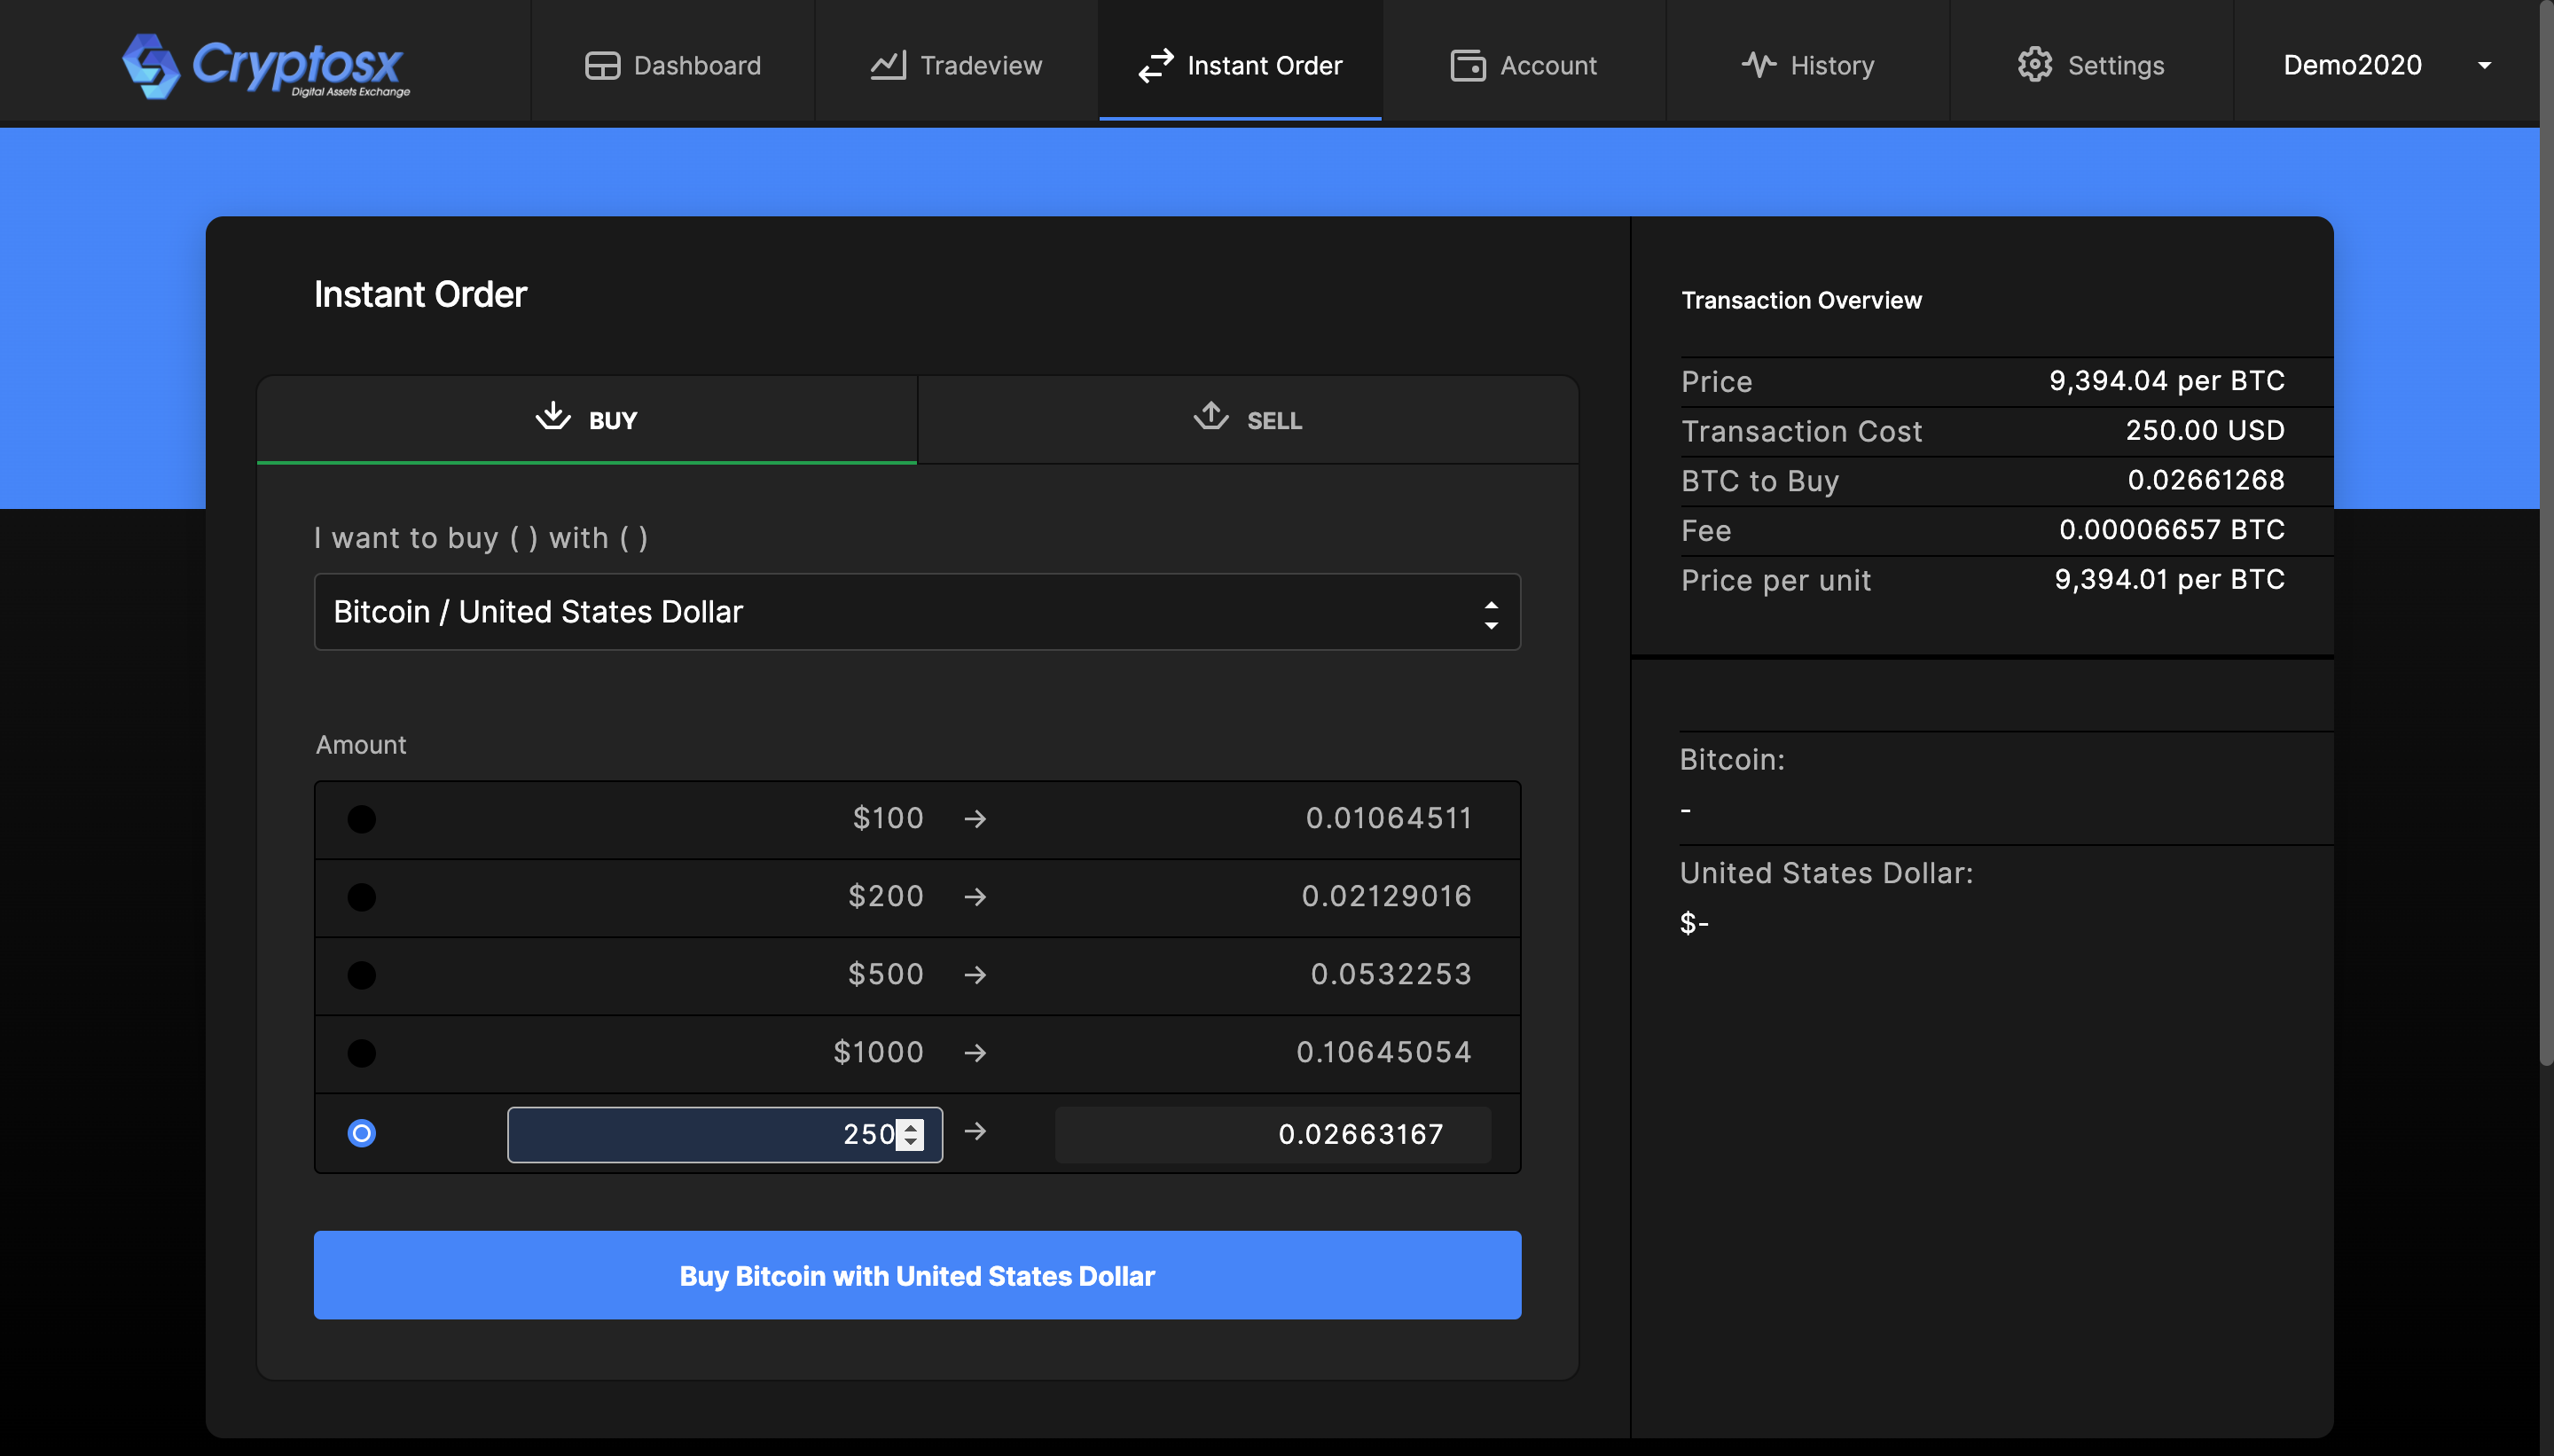 Cryptosx
Digital Assets Exchange
Dashboard
Tradeview
Instant Order
Account
History
Settings
Demo2020
Instant Order
BUY
SELL
I want to buy ( ) with ( )
Bitcoin / United States Dollar
Amount
$100 → 0.01064511
$200 → 0.02129016
$500 → 0.0532253
$1000 → 0.10645054
250 → 0.02663167
Buy Bitcoin with United States Dollar
Transaction Overview
Price 9,394.04 per BTC
Transaction Cost 250.00 USD
BTC to Buy 0.02661268
Fee 0.00006657 BTC
Price per unit 9,394.01 per BTC
Bitcoin:
-
United States Dollar:
$-